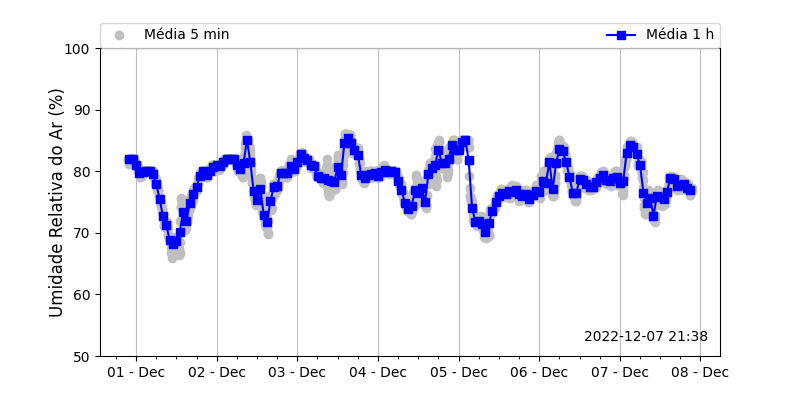 Média 5 min
Média 1 h
Umidade Relativa do Ar (%)
100
90
80
70
60
50
2022-12-07 21:38
01 - Dec
02 - Dec
03 - Dec
04 - Dec
05 - Dec
06 - Dec
07 - Dec
08 - Dec